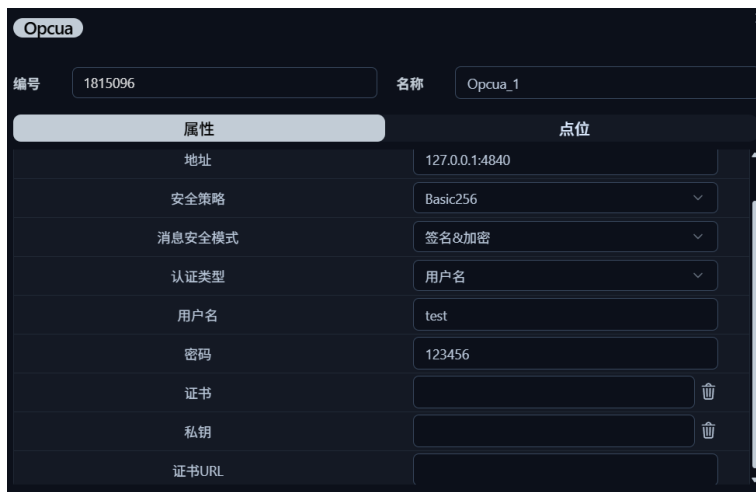 Opcua
编号 1815096 名称 Opcua_1
属性 点位
地址 127.0.0.1:4840
安全策略 Basic256
消息安全模式 签名&加密
认证类型 用户名
用户名 test
密码 123456
证书
私钥
证书URL